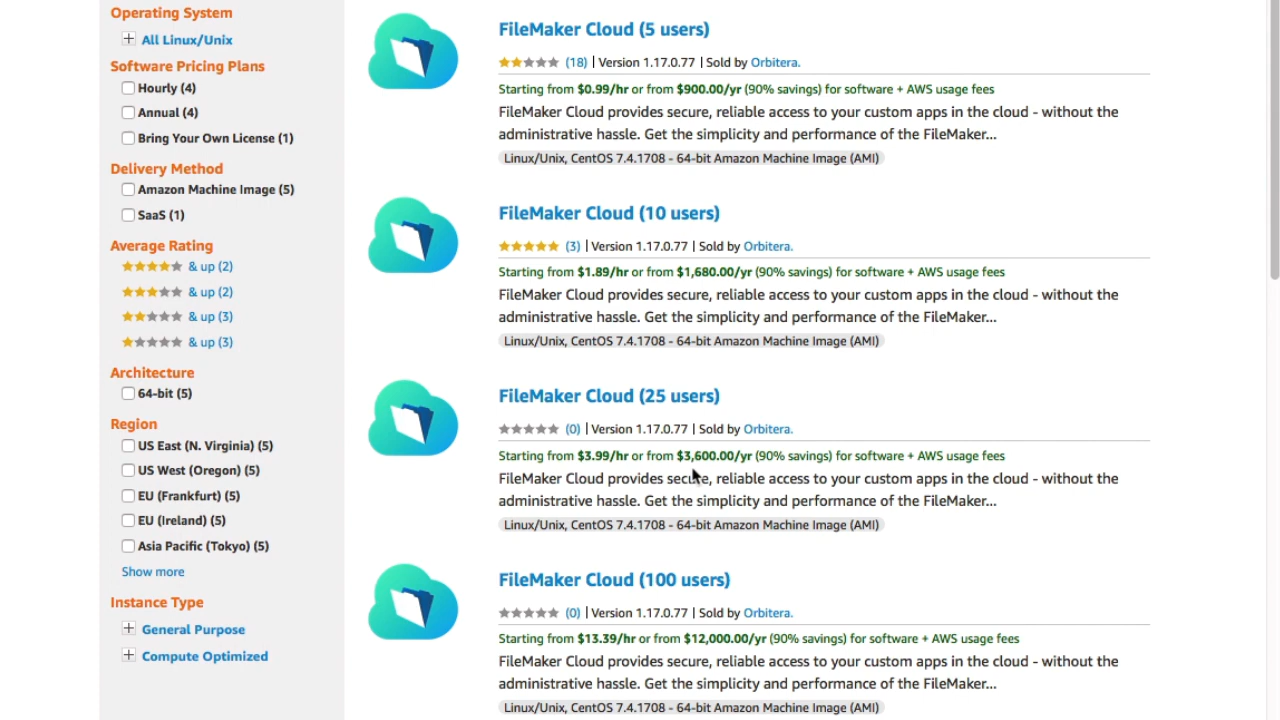 Operating System
All Linux/Unix
Software Pricing Plans
Hourly (4)
Annual (4)
Bring Your Own License (1)
Delivery Method
Amazon Machine Image (5)
SaaS (1)
Average Rating
& up (2)
& up (2)
& up (3)
& up (3)
Architecture
64-bit (5)
Region
US East (N. Virginia) (5)
US West (Oregon) (5)
EU (Frankfurt) (5)
EU (Ireland) (5)
Asia Pacific (Tokyo) (5)
Show more
Instance Type
General Purpose
Compute Optimized
FileMaker Cloud (5 users)
(18) | Version 1.17.0.77 | Sold by Orbitera.
Starting from $0.99/hr or from $900.00/yr (90% savings) for software + AWS usage fees
FileMaker Cloud provides secure, reliable access to your custom apps in the cloud - without the
administrative hassle. Get the simplicity and performance of the FileMaker...
Linux/Unix, CentOS 7.4.1708 - 64-bit Amazon Machine Image (AMI)
FileMaker Cloud (10 users)
(3) | Version 1.17.0.77 | Sold by Orbitera.
Starting from $1.89/hr or from $1,680.00/yr (90% savings) for software + AWS usage fees
FileMaker Cloud provides secure, reliable access to your custom apps in the cloud - without the
administrative hassle. Get the simplicity and performance of the FileMaker...
Linux/Unix, CentOS 7.4.1708 - 64-bit Amazon Machine Image (AMI)
FileMaker Cloud (25 users)
(0) | Version 1.17.0.77 | Sold by Orbitera.
Starting from $3.99/hr or from $3,600.00/yr (90% savings) for software + AWS usage fees
FileMaker Cloud provides secure, reliable access to your custom apps in the cloud - without the
administrative hassle. Get the simplicity and performance of the FileMaker...
Linux/Unix, CentOS 7.4.1708 - 64-bit Amazon Machine Image (AMI)
FileMaker Cloud (100 users)
(0) | Version 1.17.0.77 | Sold by Orbitera.
Starting from $13.39/hr or from $12,000.00/yr (90% savings) for software + AWS usage fees
FileMaker Cloud provides secure, reliable access to your custom apps in the cloud - without the
administrative hassle. Get the simplicity and performance of the FileMaker...
Linux/Unix, CentOS 7.4.1708 - 64-bit Amazon Machine Image (AMI)